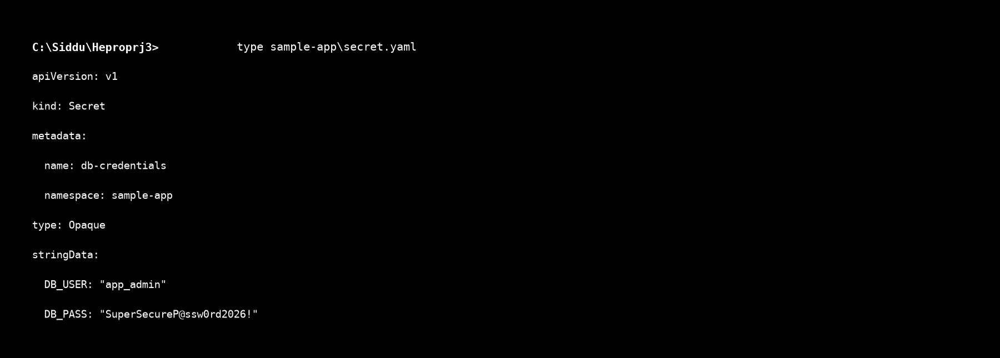 C:\Siddu\Heproprj3> type sample-app\secret.yaml
apiVersion: v1
kind: Secret
metadata:
  name: db-credentials
  namespace: sample-app
type: Opaque
stringData:
  DB_USER: "app_admin"
  DB_PASS: "SuperSecureP@ssw0rd2026!"